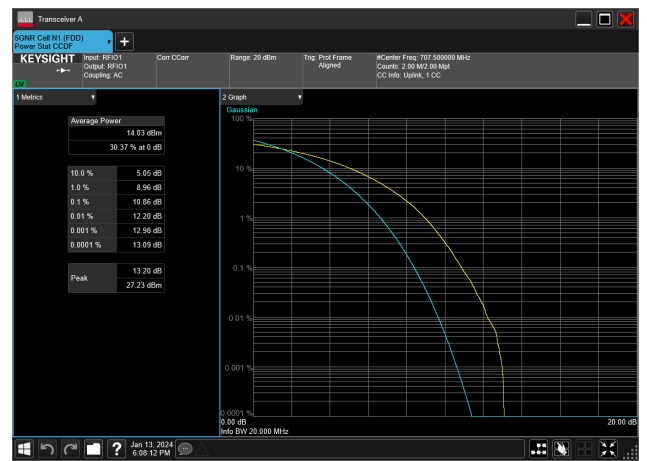 Transceiver A
5GNR Cell N1 (FDD)
Power Stat CCDF
KEYSIGHT
Input: RFIO1
Output: RFIO1
Coupling: AC
Corr CCorr
Range: 20 dBm
Trig: Prot Frame
Aligned
#Center Freq: 707.500000 MHz
Counts: 2.00 M/2.00 Mpt
CC Info: Uplink, 1 CC
1 Metrics
Average Power
14.03 dBm
30.37 % at 0 dB
10.0 % 5.05 dB
1.0 % 8.96 dB
0.1 % 10.86 dB
0.01 % 12.20 dB
0.001 % 12.98 dB
0.0001 % 13.09 dB
Peak
13.20 dB
27.23 dBm
2 Graph
Gaussian
100 %
10 %
1 %
0.1 %
0.01 %
0.001 %
0.0001 %
0.00 dB
20.00 dB
Info BW 20.000 MHz
Jan 13, 2024
6:08:12 PM